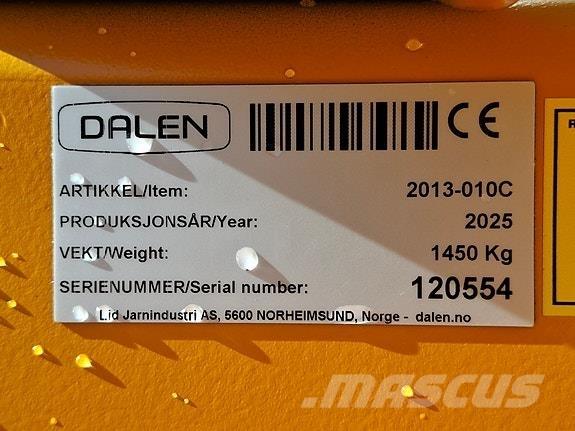 DALEN
CE
ARTIKKEL/Item: 2013-010C
PRODUKSJONSÅR/Year: 2025
VEKT/Weight: 1450 Kg
SERIENUMMER/Serial number: 120554
Lid Jarnindustri AS, 5600 NORHEIMSUND, Norge - dalen.no
R
MASCUS